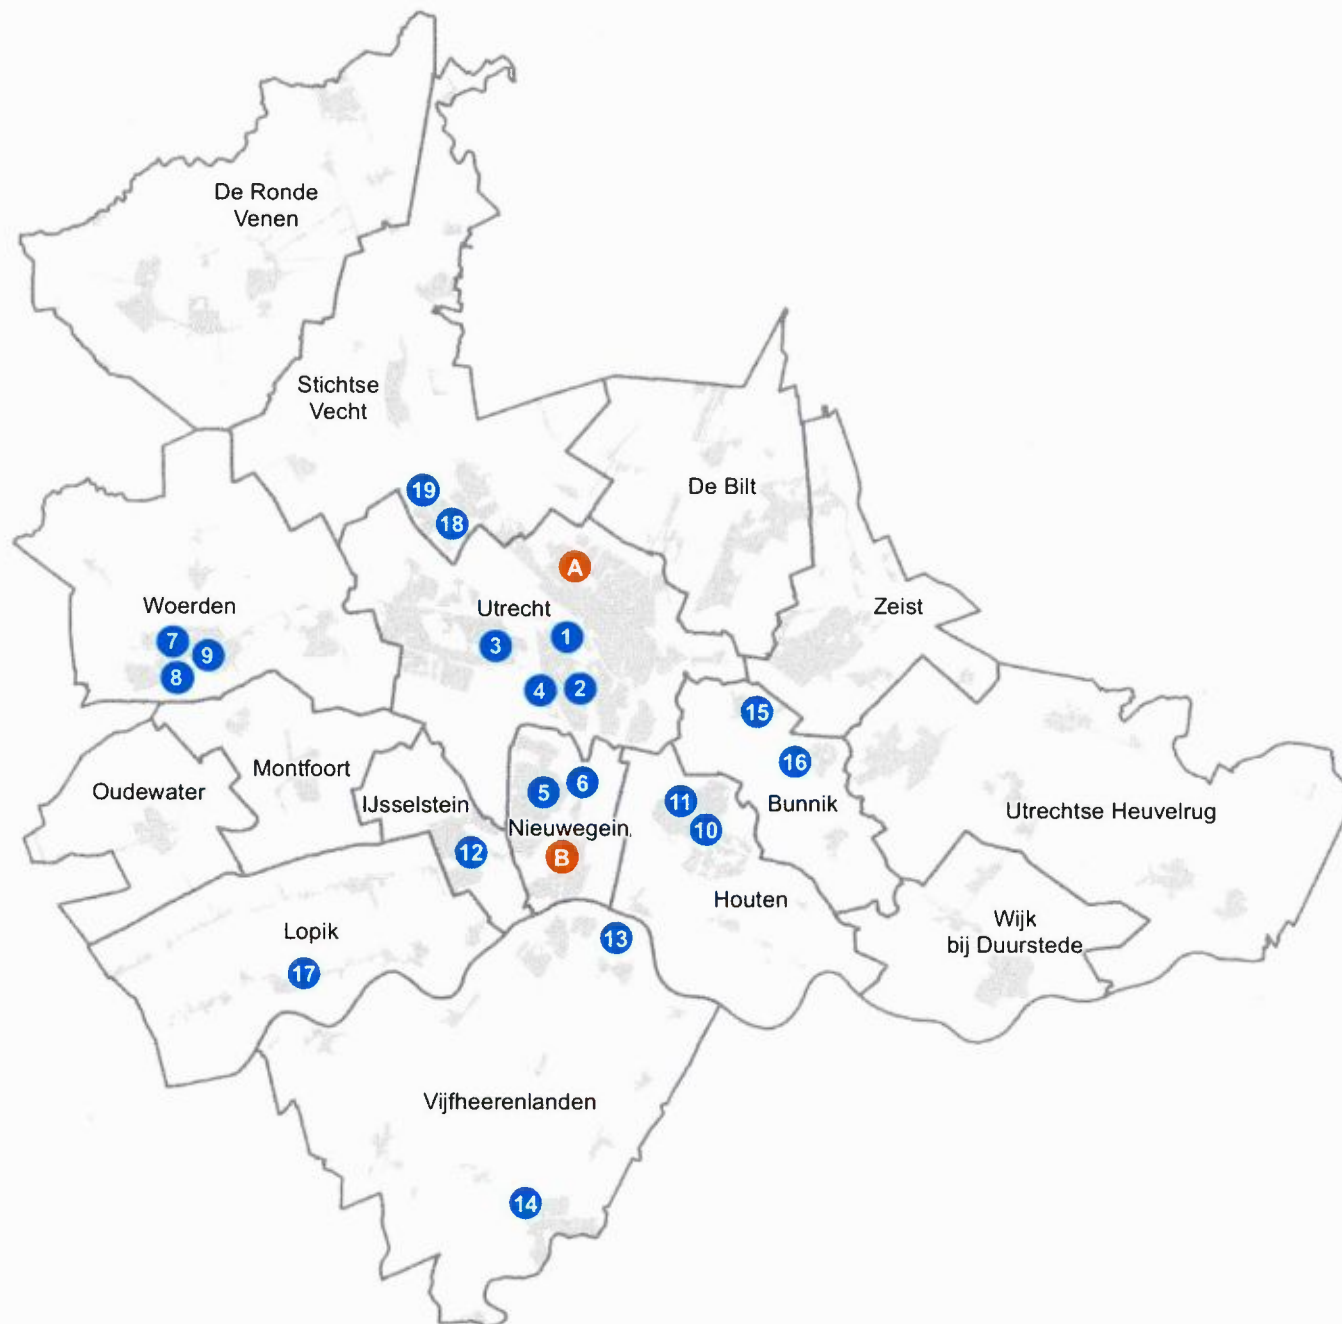 De Ronde
Venen
Stichtse
Vecht
De Bilt
19
18
A
Woerden
Utrecht
Zeist
7
9
8
3
1
4
2
15
16
Montfoort
Oudewater
IJsselstein
5
6
Nieuwegein
B
12
11
10
Bunnik
Utrechtse Heuvelrug
Houten
Wijk
bij Duurstede
Lopik
17
13
Vijfheerenlanden
14